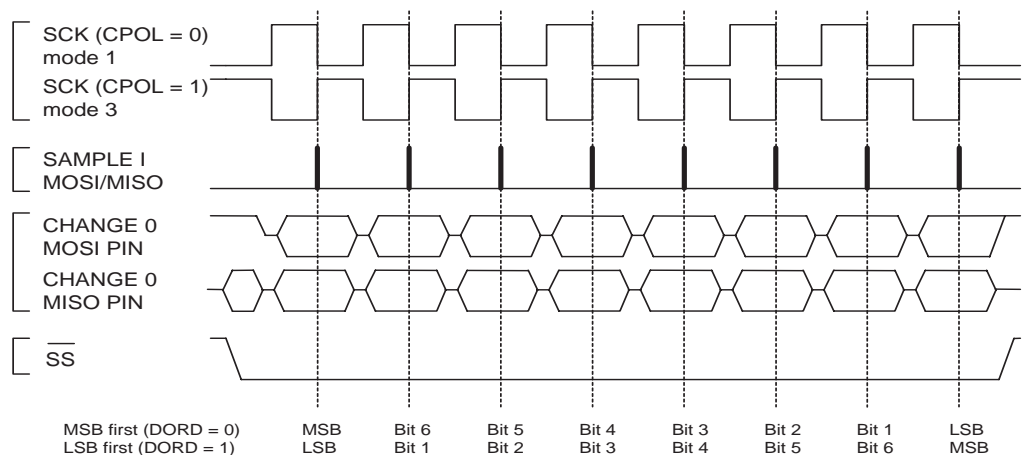 SCK (CPOL = 0)
mode 1
SCK (CPOL = 1)
mode 3
SAMPLE I
MOSI/MISO
CHANGE 0
MOSI PIN
CHANGE 0
MISO PIN
SS
MSB first (DORD = 0) MSB Bit 6 Bit 5 Bit 4 Bit 3 Bit 2 Bit 1 LSB
LSB first (DORD = 1) LSB Bit 1 Bit 2 Bit 3 Bit 4 Bit 5 Bit 6 MSB